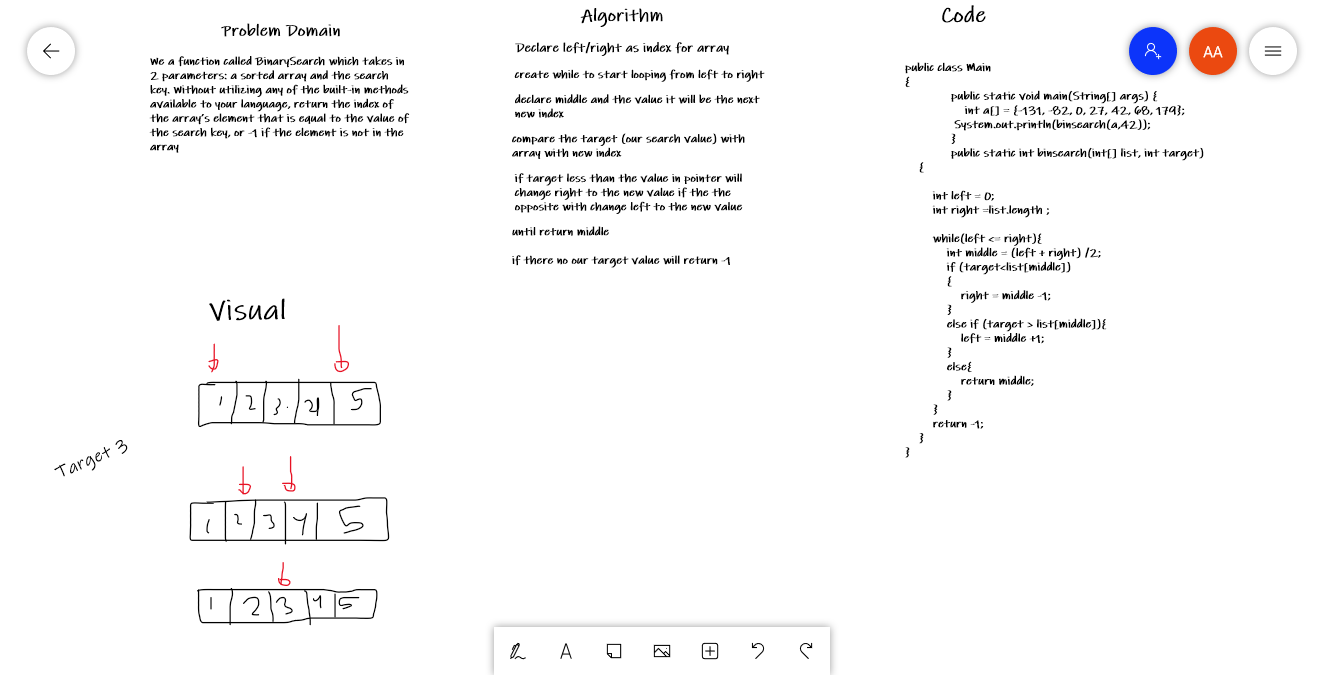 Problem Domain
We a function called BinarySearch which takes in
2 parameters: a sorted array and the search
key. Without utilizing any of the built-in methods
available to your language, return the index of
the array's element that is equal to the value of
the search key, or -1 if the element is not in the
array
Visual
1 2 3. 4 5
Target 3
1 2 3 4 5
1 2 3 4 5
Algorithm
Declare left/right as index for array
create while to start looping from left to right
declare middle and the value it will be the next
new index
compare the target (our search value) with
array with new index
if target less than the value in pointer will
change right to the new value if the the
opposite with change left to the new value
until return middle
if there no our target value will return -1
Code
public class Main
{
public static void main(String[] args) {
int a[] = {-131, -82, 0, 27, 42, 68, 179};
System.out.println(binsearch(a,42));
}
public static int binsearch(int[] list, int target)
{
int left = 0;
int right =list.length ;
while(left <= right){
int middle = (left + right) /2;
if (target<list[middle])
{
right = middle -1;
}
else if (target > list[middle]){
left = middle +1;
}
else{
return middle;
}
}
return -1;
}
}
AA
A